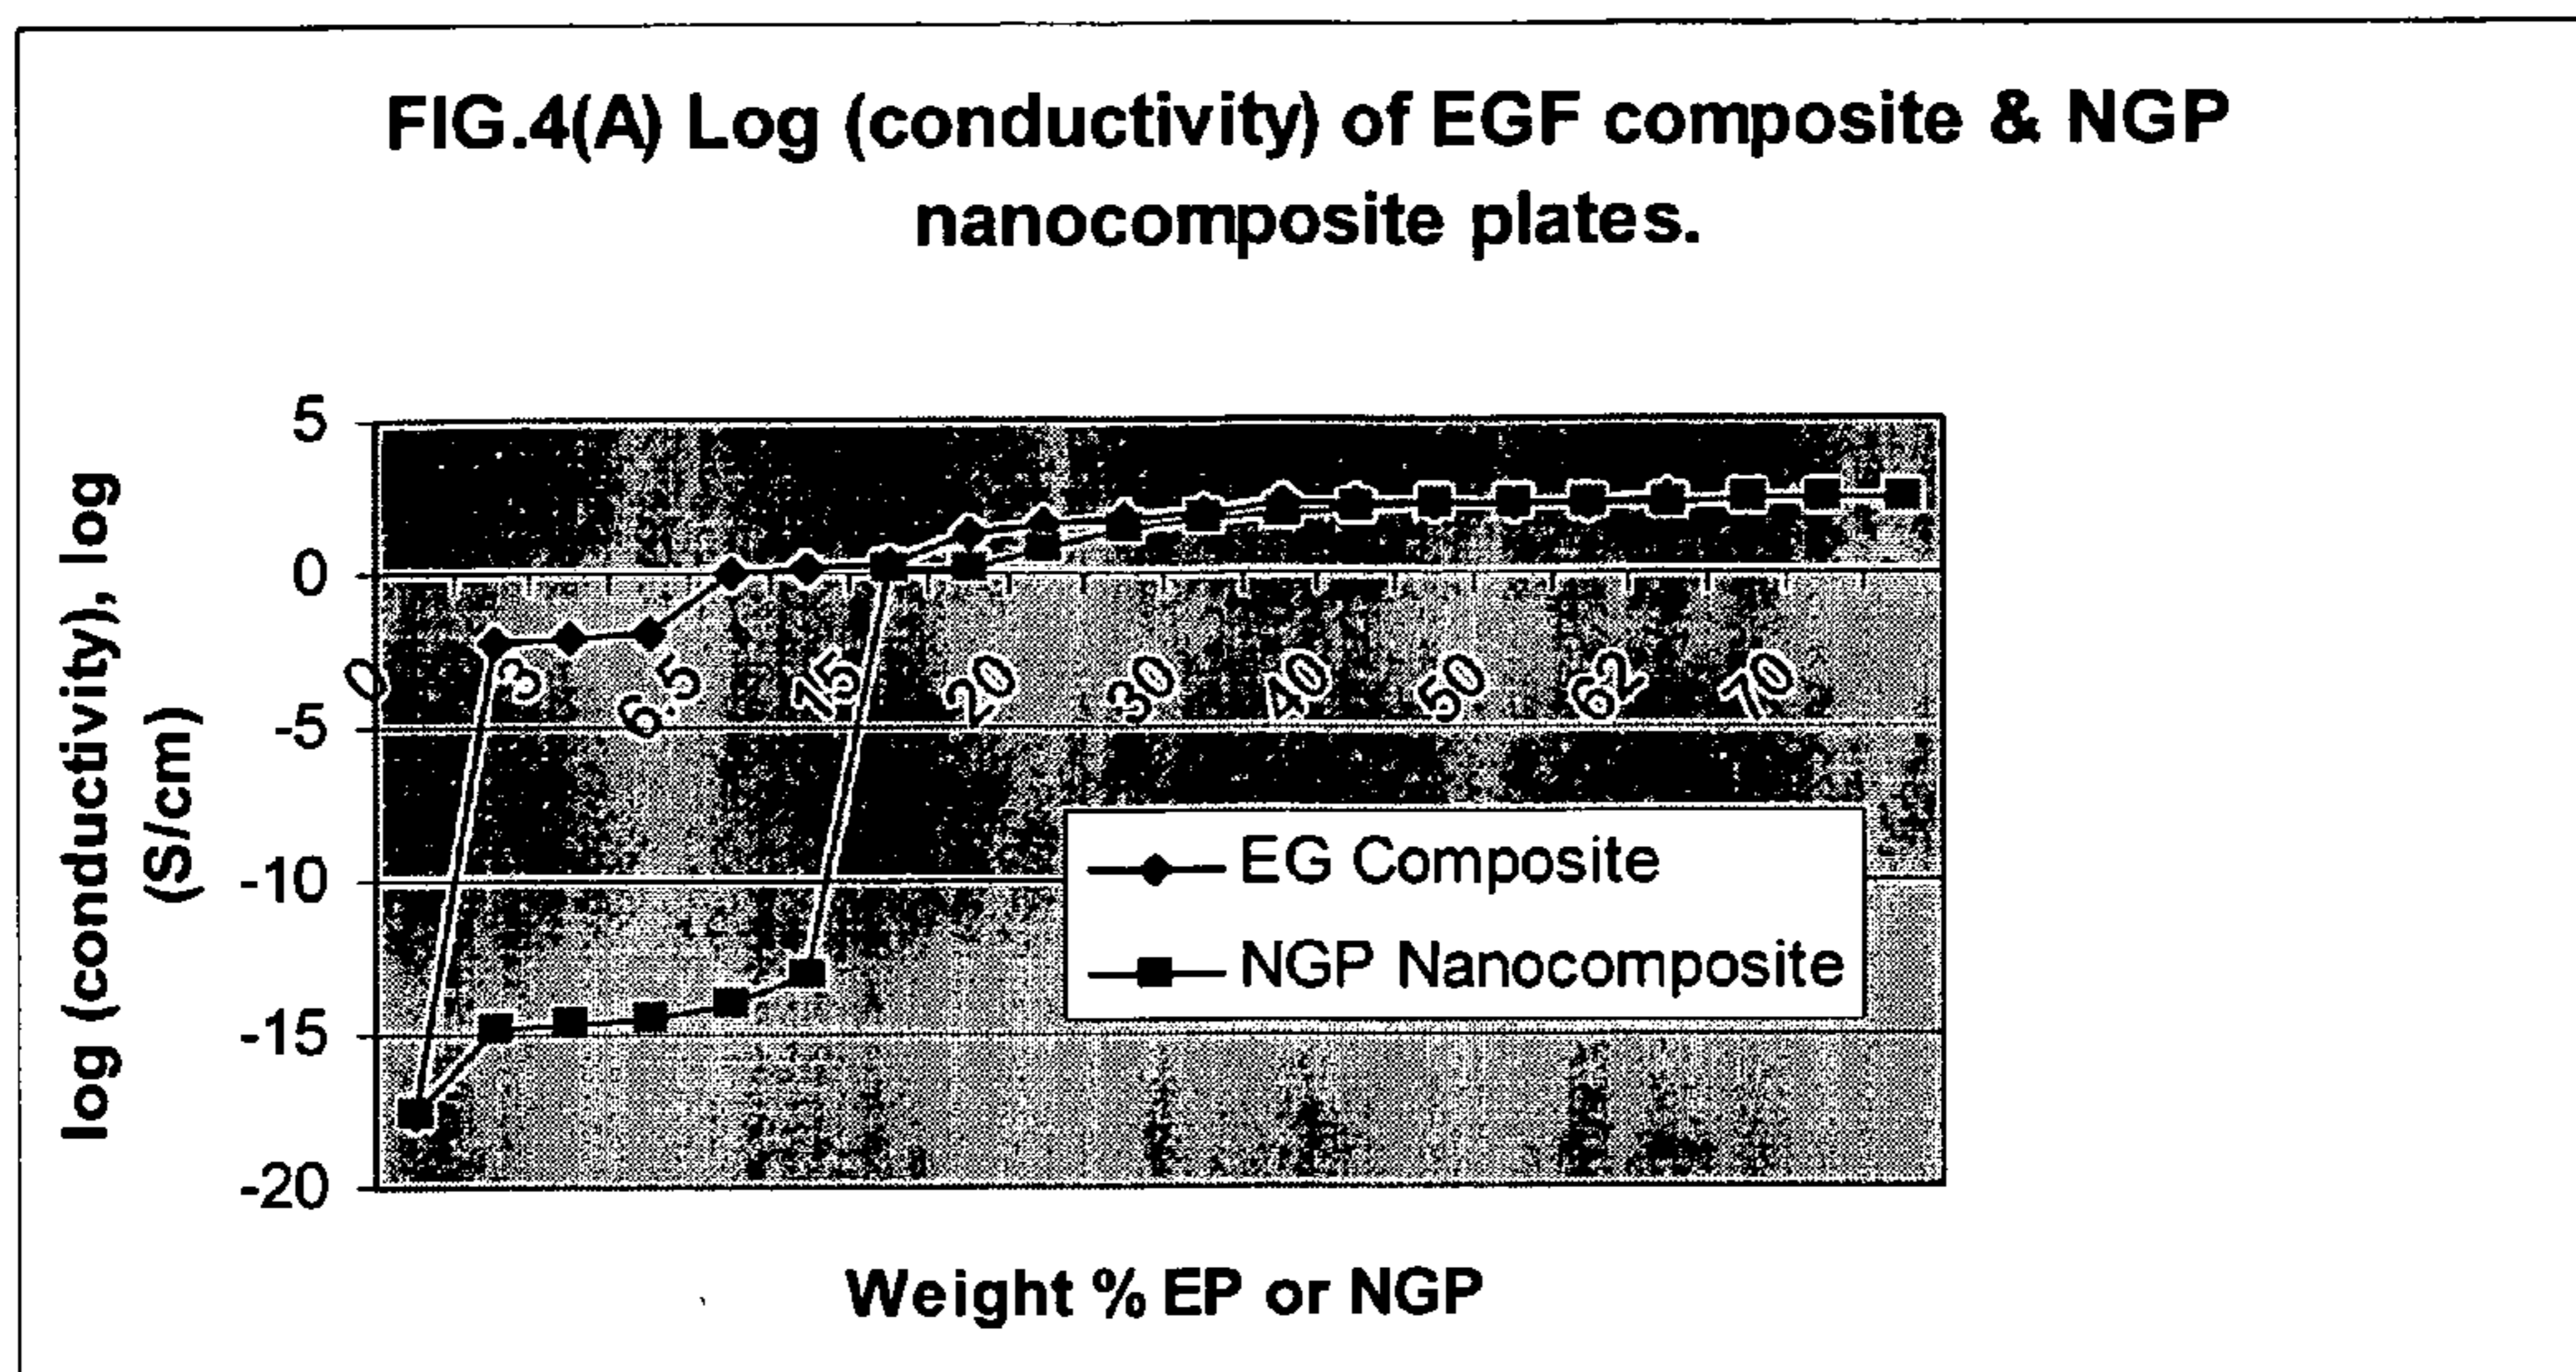 FIG.4(A) Log (conductivity) of EGF composite & NGP
nanocomposite plates.
log (conductivity), log
(S/cm)
5
0
-5
-10
-15
-20
0 3 6.5 15 20 30 40 50 62 70
EG Composite
NGP Nanocomposite
Weight % EP or NGP